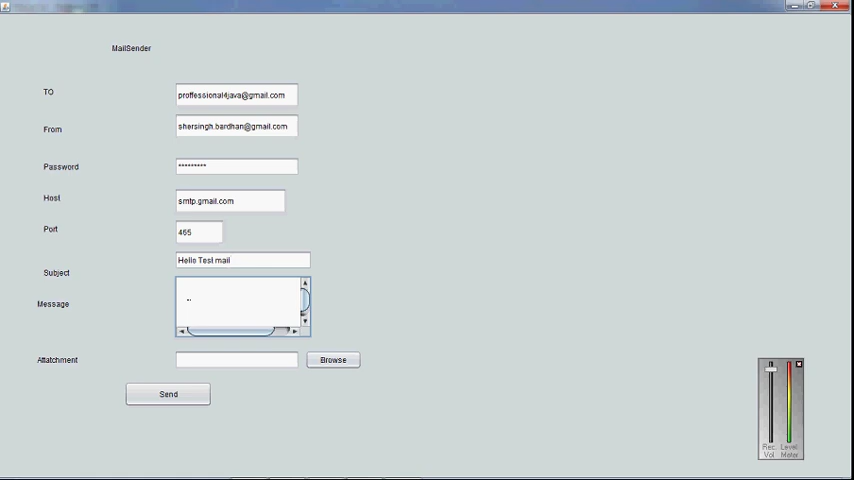 MailSender
TO
proffessional4java@gmail.com
From
shersingh.bardhan@gmail.com
Password
*********
Host
smtp.gmail.com
Port
465
Subject
Hello Test mail
Message
Attatchment
Browse
Send
Rec. Level
Vol Meter